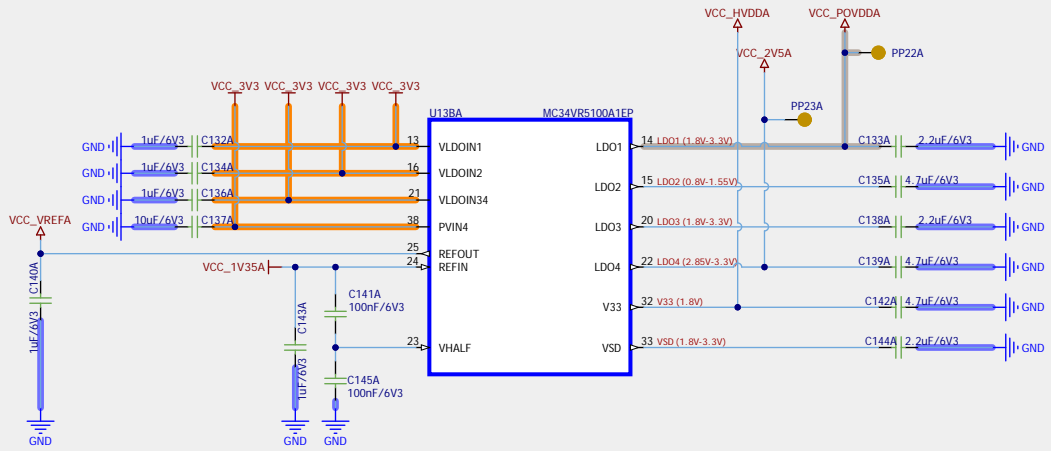 VCC_HVDDA
VCC_POVDDA
VCC_2V5A
PP22A
VCC_3V3 VCC_3V3 VCC_3V3 VCC_3V3
PP23A
U13BA
MC34VR5100A1EP
GND 1uF/6V3 C132A 13 VLDOIN1
LDO1 14 LDO1 (1.8V-3.3V) C133A 2.2uF/6V3 GND
GND 1uF/6V3 C134A 16 VLDOIN2
LDO2 15 LDO2 (0.8V-1.55V) C135A 4.7uF/6V3 GND
GND 1uF/6V3 C136A 21 VLDOIN34
GND 10uF/6V3 C137A 38 PVIN4
LDO3 20 LDO3 (1.8V-3.3V) C138A 2.2uF/6V3 GND
VCC_VREFA
25 REFOUT
VCC_1V35A 24 REFIN
LDO4 22 LDO4 (2.85V-3.3V) C139A 4.7uF/6V3 GND
C140A
1uF/6V3
C141A
100nF/6V3
V33 32 V33 (1.8V) C142A 4.7uF/6V3 GND
C143A
1uF/6V3
23 VHALF
VSD 33 VSD (1.8V-3.3V) C144A 2.2uF/6V3 GND
C145A
100nF/6V3
GND GND GND